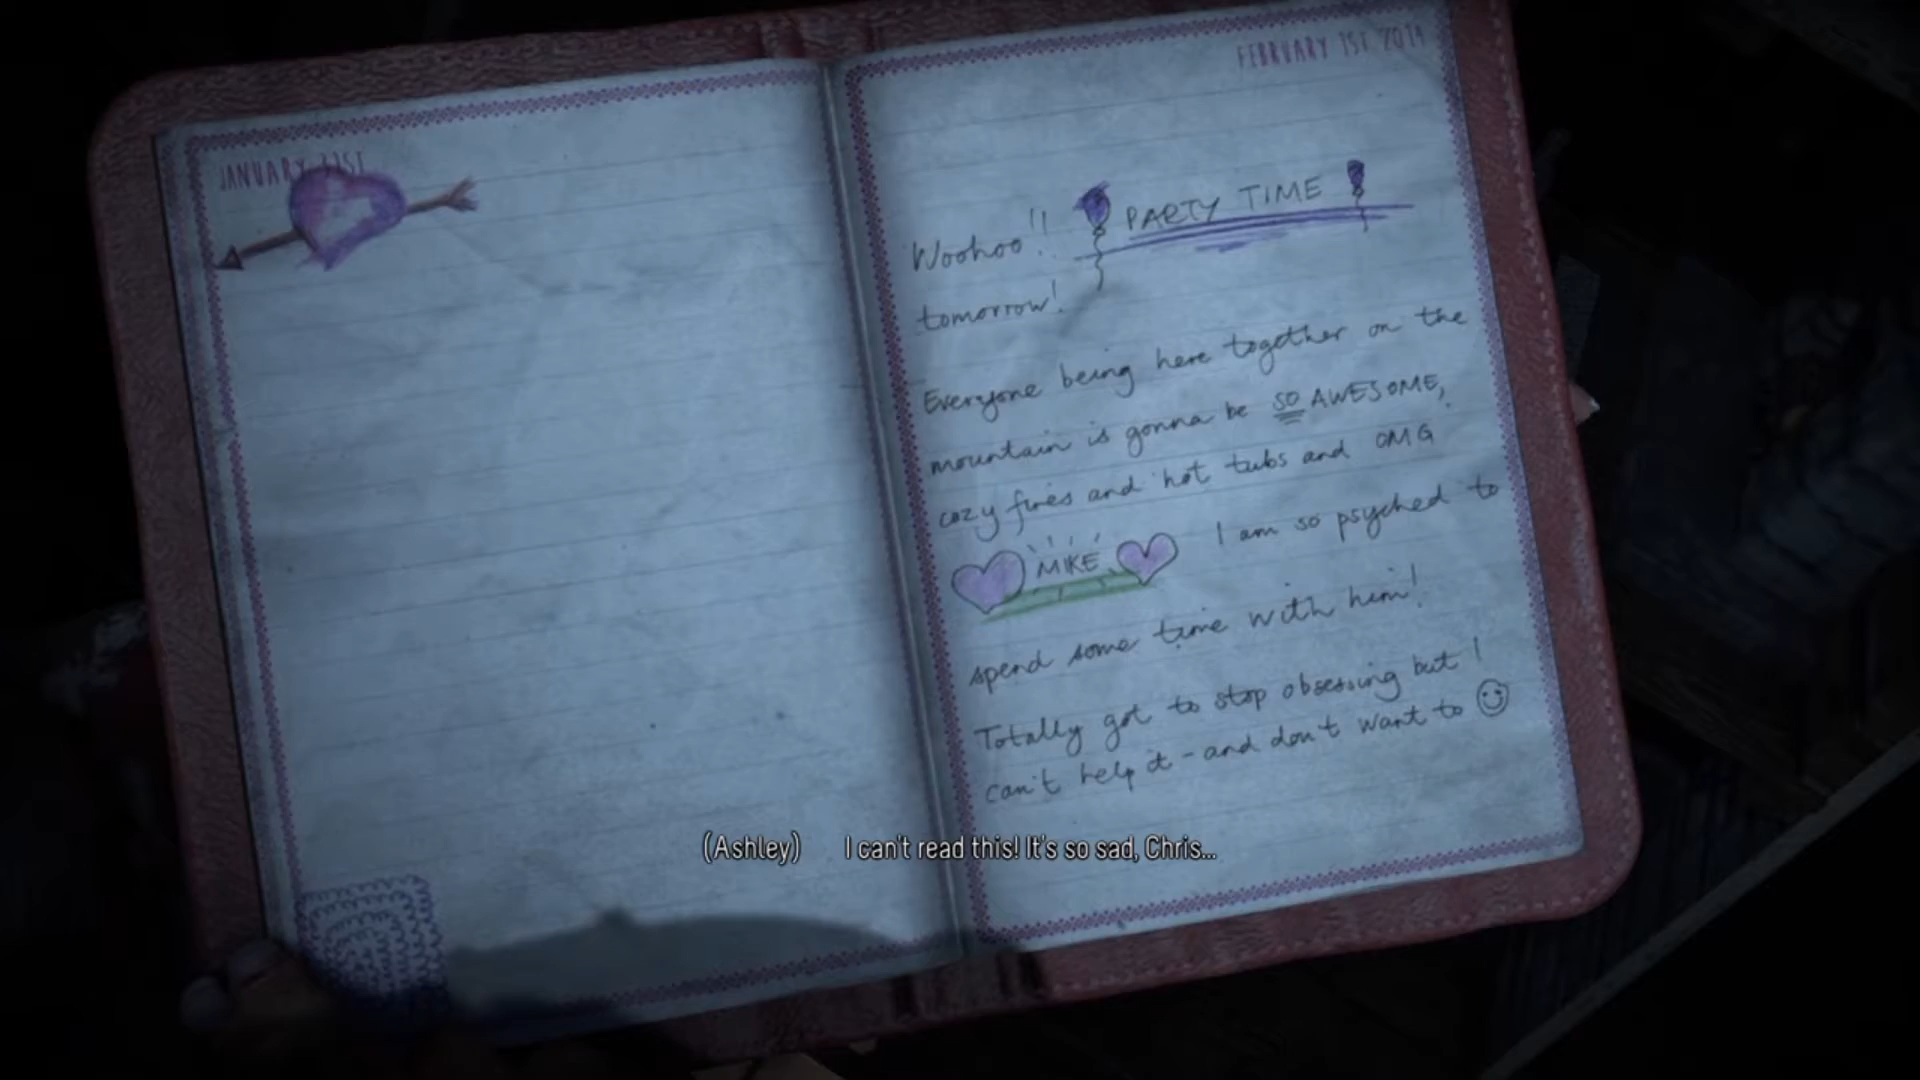 JANUARY 31ST
FEBRUARY 1ST 2014
Woohoo!! PARTY TIME
tomorrow!
Everyone being here together on the
mountain is gonna be SO AWESOME,
cozy fires and hot tubs and OMG
MIKE I am so psyched to
spend some time with him!
Totally got to stop obsessing but I
can't help it - and don't want to
(Ashley) I can't read this! It's so sad, Chris...